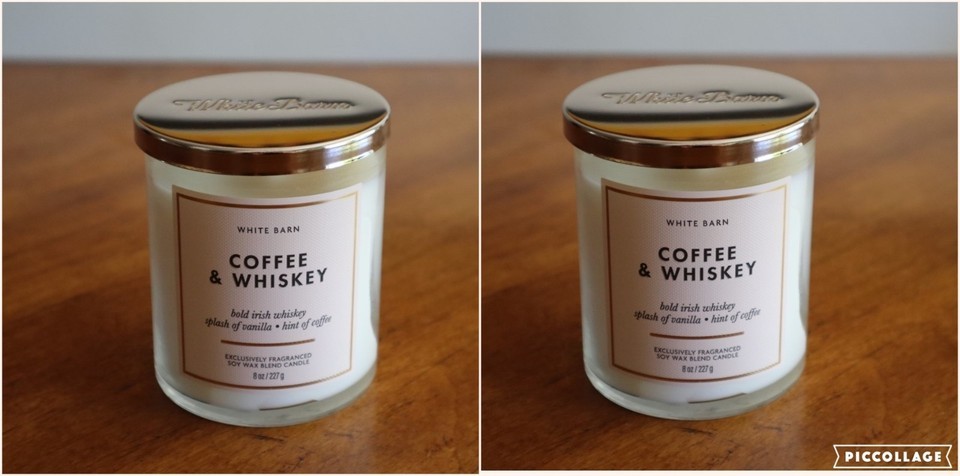 White Barn
WHITE BARN
COFFEE
& WHISKEY
bold irish whiskey
splash of vanilla • hint of coffee
EXCLUSIVELY FRAGRANCED
SOY WAX BLEND CANDLE
8 oz / 227 g
White Barn
WHITE BARN
COFFEE
& WHISKEY
bold irish whiskey
splash of vanilla • hint of coffee
EXCLUSIVELY FRAGRANCED
SOY WAX BLEND CANDLE
8 oz / 227 g
PICCOLLAGE